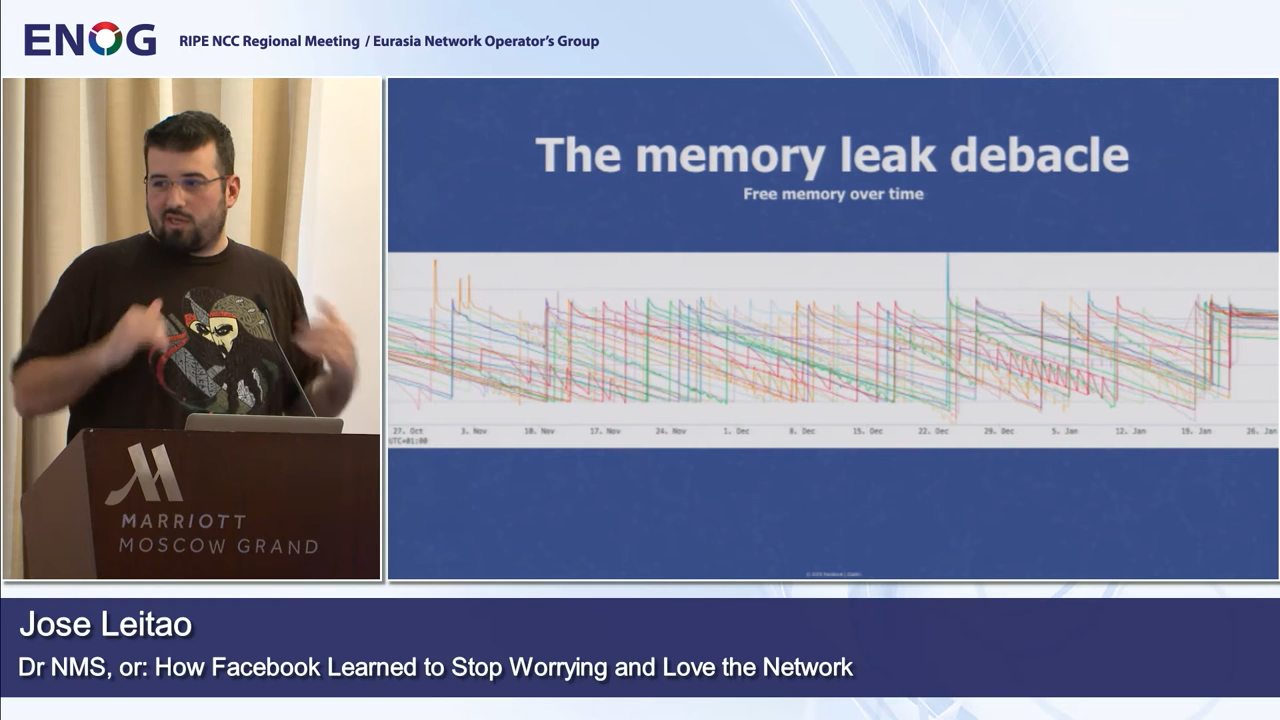 ENOG
RIPE NCC Regional Meeting / Eurasia Network Operator's Group
The memory leak debacle
Free memory over time
27. Oct
3. Nov
10. Nov
17. Nov
24. Nov
1. Dec
8. Dec
15. Dec
22. Dec
29. Dec
5. Jan
12. Jan
19. Jan
26. Jan
UTC+01:00
MARRIOTT
MOSCOW GRAND
Jose Leitao
Dr NMS, or: How Facebook Learned to Stop Worrying and Love the Network